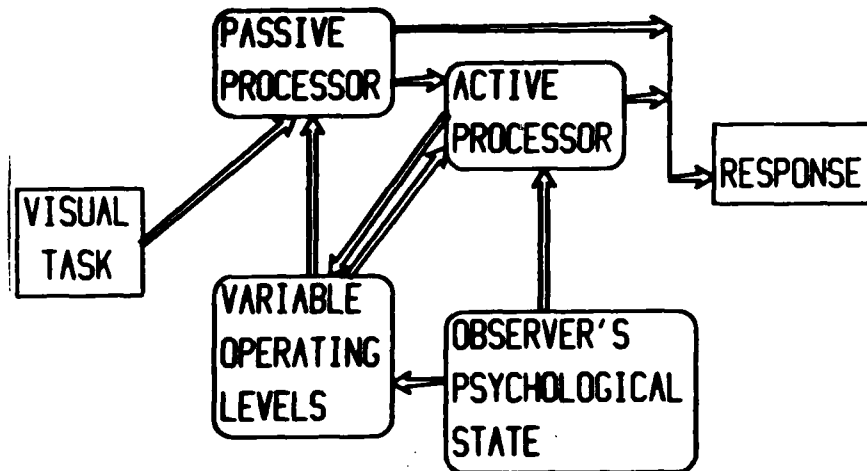 PASSIVE
PROCESSOR
ACTIVE
PROCESSOR
VISUAL
TASK
RESPONSE
VARIABLE
OPERATING
LEVELS
OBSERVER'S
PSYCHOLOGICAL
STATE